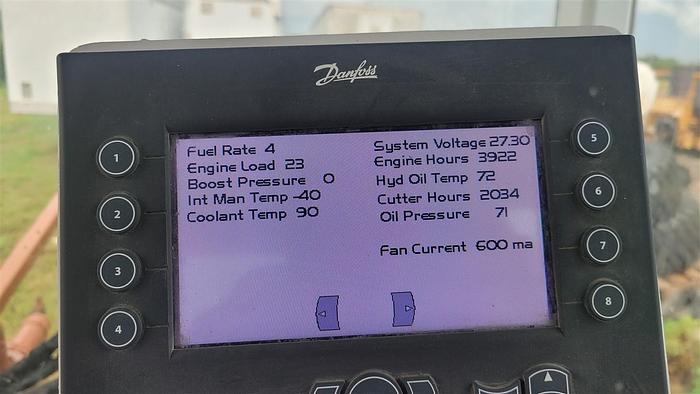 Danfoss
Fuel Rate 4
Engine Load 23
Boost Pressure 0
Int Man Temp -40
Coolant Temp 90
System Voltage 27.30
Engine Hours 3922
Hyd Oil Temp 72
Cutter Hours 2034
Oil Pressure 71
Fan Current 600 ma
1
2
3
4
5
6
7
8